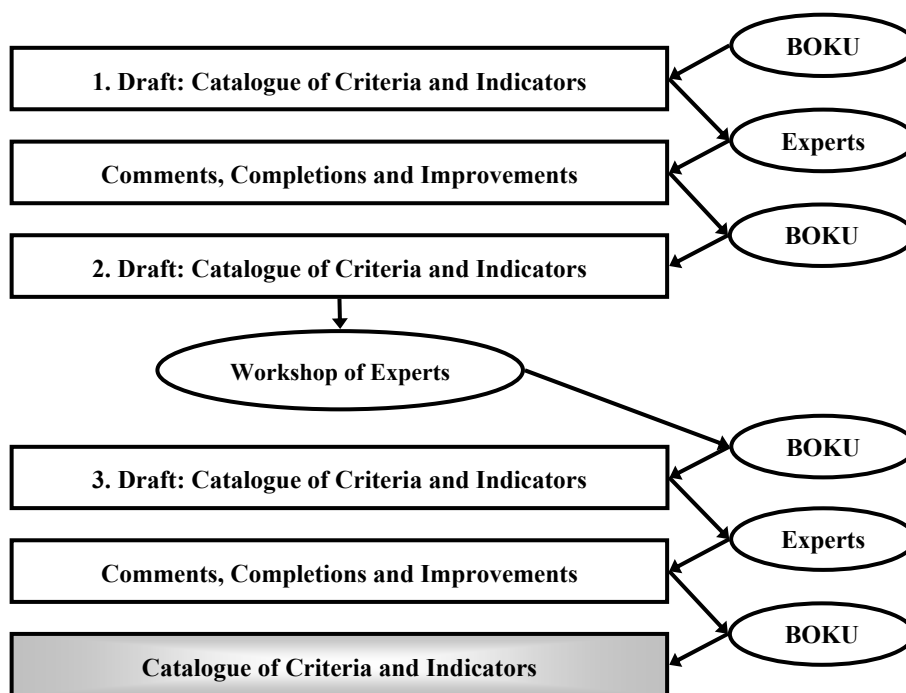 BOKU
1. Draft: Catalogue of Criteria and Indicators
Experts
Comments, Completions and Improvements
BOKU
2. Draft: Catalogue of Criteria and Indicators
Workshop of Experts
BOKU
3. Draft: Catalogue of Criteria and Indicators
Experts
Comments, Completions and Improvements
BOKU
Catalogue of Criteria and Indicators